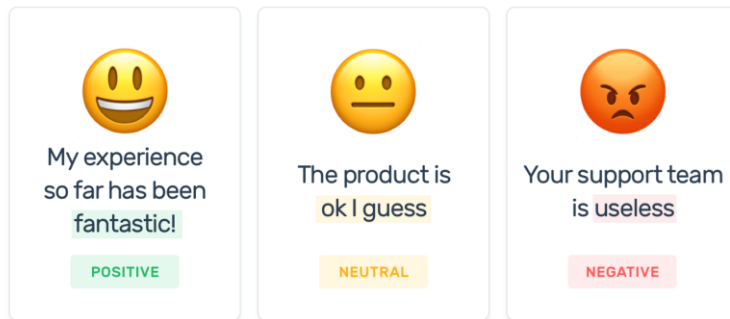 My experience
so far has been
fantastic!
POSITIVE
The product is
ok I guess
NEUTRAL
Your support team
is useless
NEGATIVE